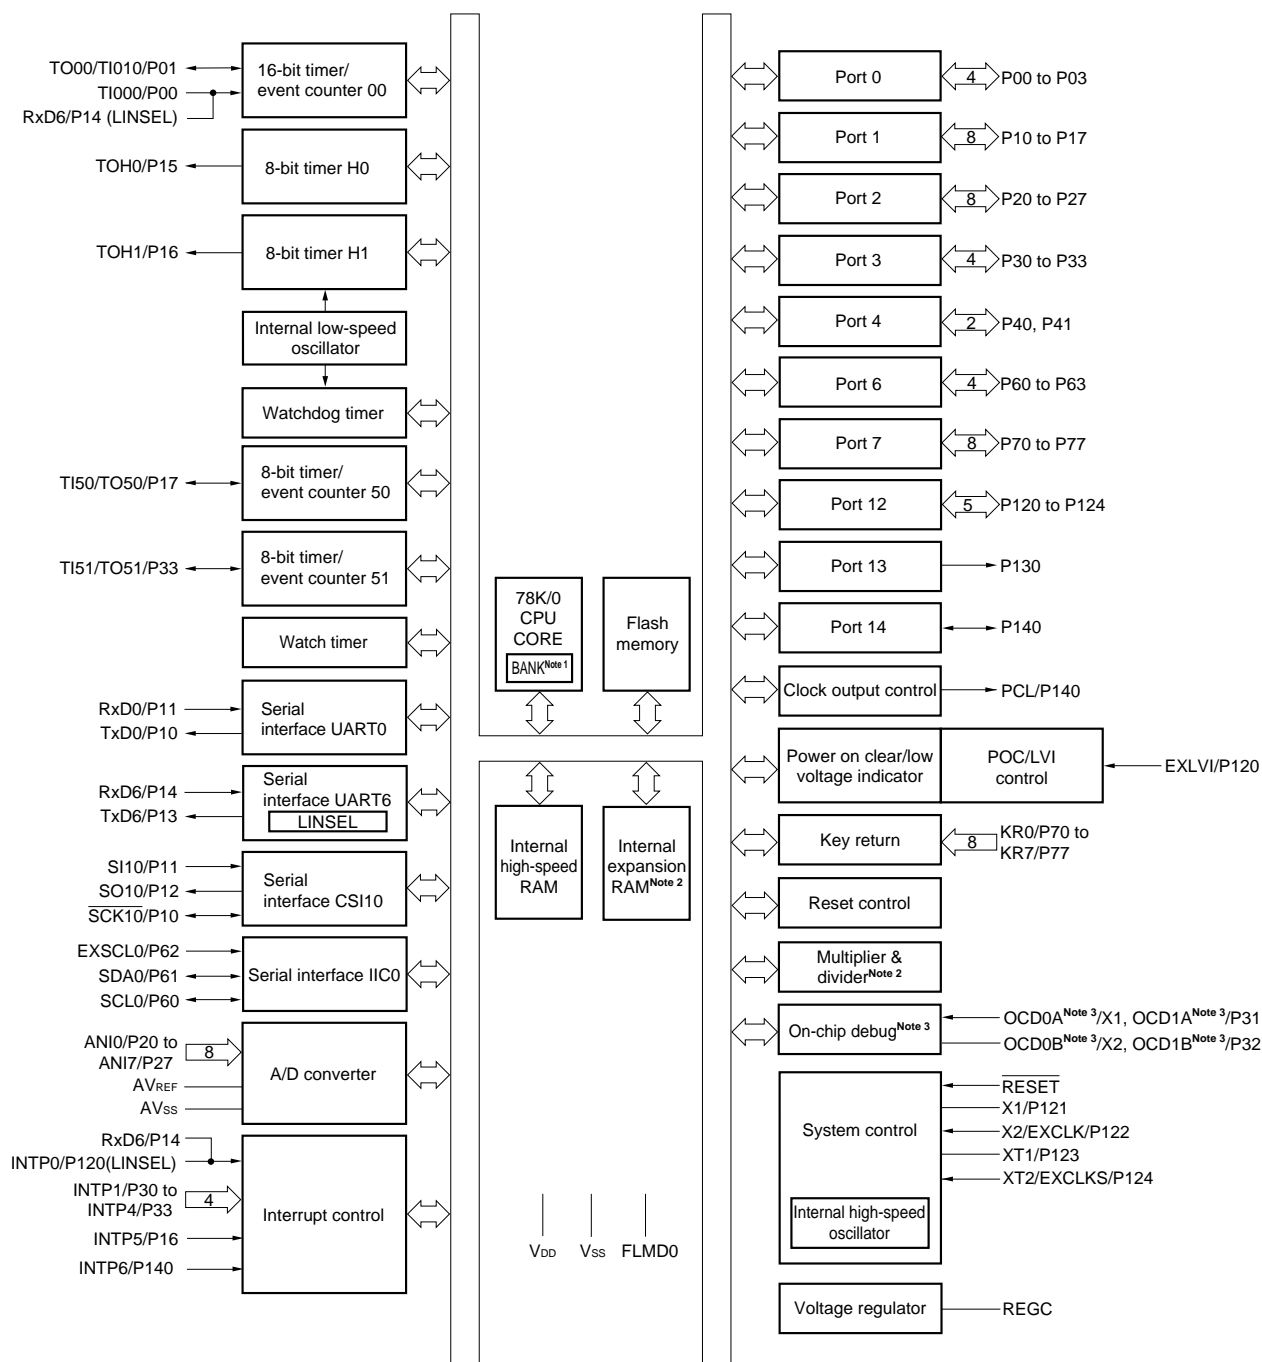 TO00/TI010/P01
TI000/P00
RxD6/P14 (LINSEL)
16-bit timer/
event counter 00
TOH0/P15
8-bit timer H0
TOH1/P16
8-bit timer H1
Internal low-speed
oscillator
Watchdog timer
TI50/TO50/P17
8-bit timer/
event counter 50
TI51/TO51/P33
8-bit timer/
event counter 51
Watch timer
RxD0/P11
TxD0/P10
Serial
interface UART0
RxD6/P14
TxD6/P13
Serial
interface UART6
LINSEL
SI10/P11
SO10/P12
SCK10/P10
Serial
interface CSI10
EXSCL0/P62
SDA0/P61
SCL0/P60
Serial interface IIC0
ANI0/P20 to
ANI7/P27
8
AVREF
AVSS
A/D converter
RxD6/P14
INTP0/P120(LINSEL)
INTP1/P30 to
INTP4/P33
4
INTP5/P16
INTP6/P140
Interrupt control
78K/0
CPU
CORE
BANKNote 1
Flash
memory
Internal
high-speed
RAM
Internal
expansion
RAMNote 2
VDD
VSS
FLMD0
Port 0
4
P00 to P03
Port 1
8
P10 to P17
Port 2
8
P20 to P27
Port 3
4
P30 to P33
Port 4
2
P40, P41
Port 6
4
P60 to P63
Port 7
8
P70 to P77
Port 12
5
P120 to P124
Port 13
P130
Port 14
P140
Clock output control
PCL/P140
Power on clear/low
voltage indicator
POC/LVI
control
EXLVI/P120
Key return
8
KR0/P70 to
KR7/P77
Reset control
Multiplier &
dividerNote 2
On-chip debugNote 3
OCD0ANote 3/X1, OCD1ANote 3/P31
OCD0BNote 3/X2, OCD1BNote 3/P32
System control
RESET
X1/P121
X2/EXCLK/P122
XT1/P123
XT2/EXCLKS/P124
Internal high-speed
oscillator
Voltage regulator
REGC